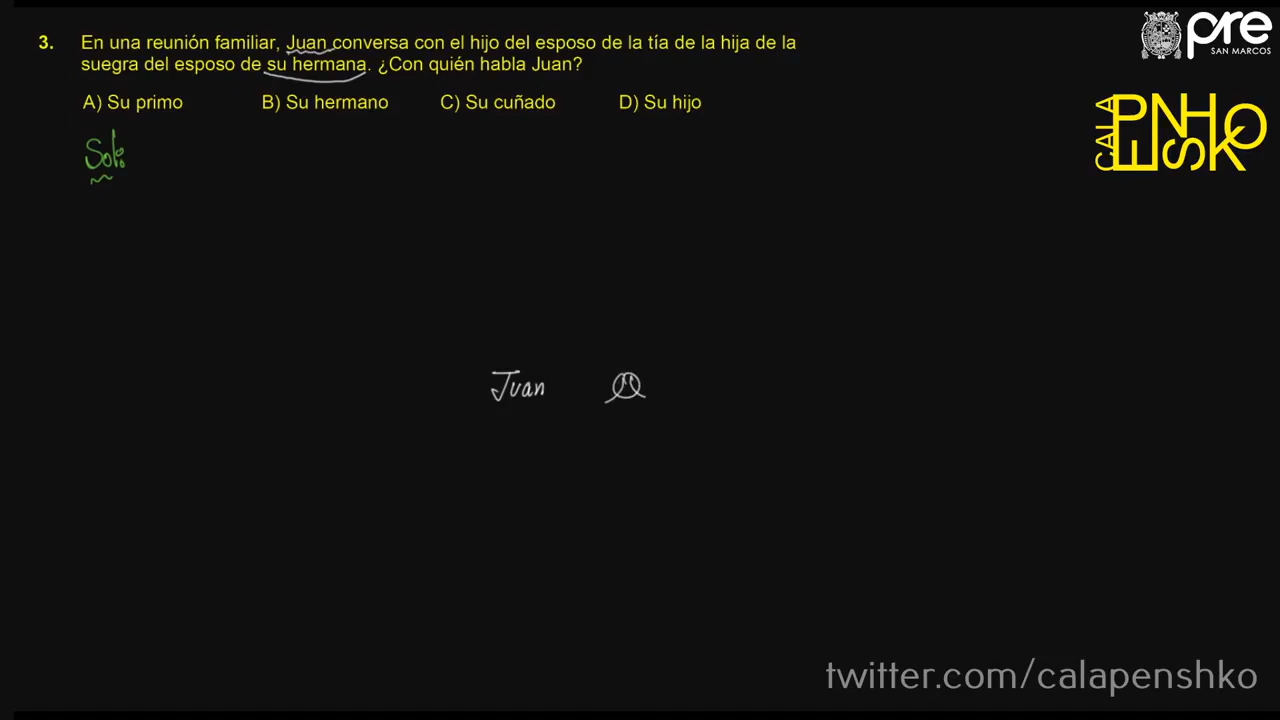 3. En una reunión familiar, Juan conversa con el hijo del esposo de la tía de la hija de la
suegra del esposo de su hermana. ¿Con quién habla Juan?
A) Su primo B) Su hermano C) Su cuñado D) Su hijo
pre
SAN MARCOS
CALA
PENSHKO
Sol:
Juan
twitter.com/calapenshko